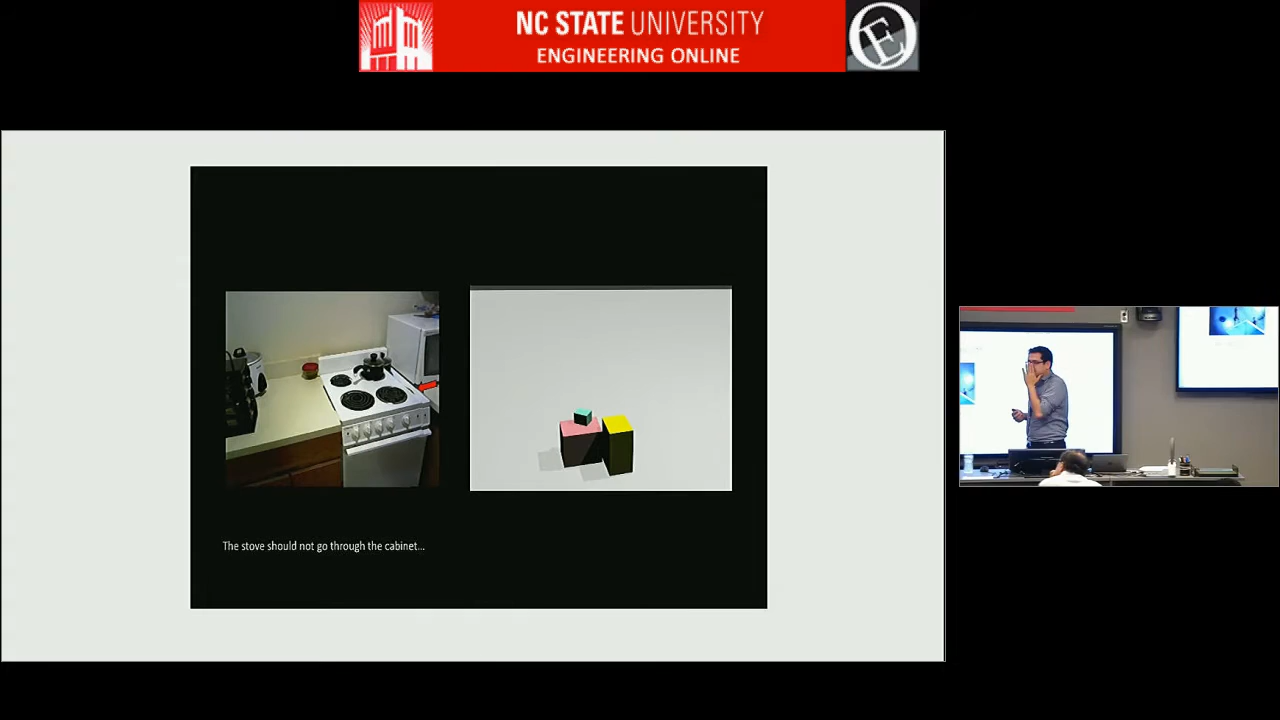 NC STATE UNIVERSITY
ENGINEERING ONLINE
The stove should not go through the cabinet...